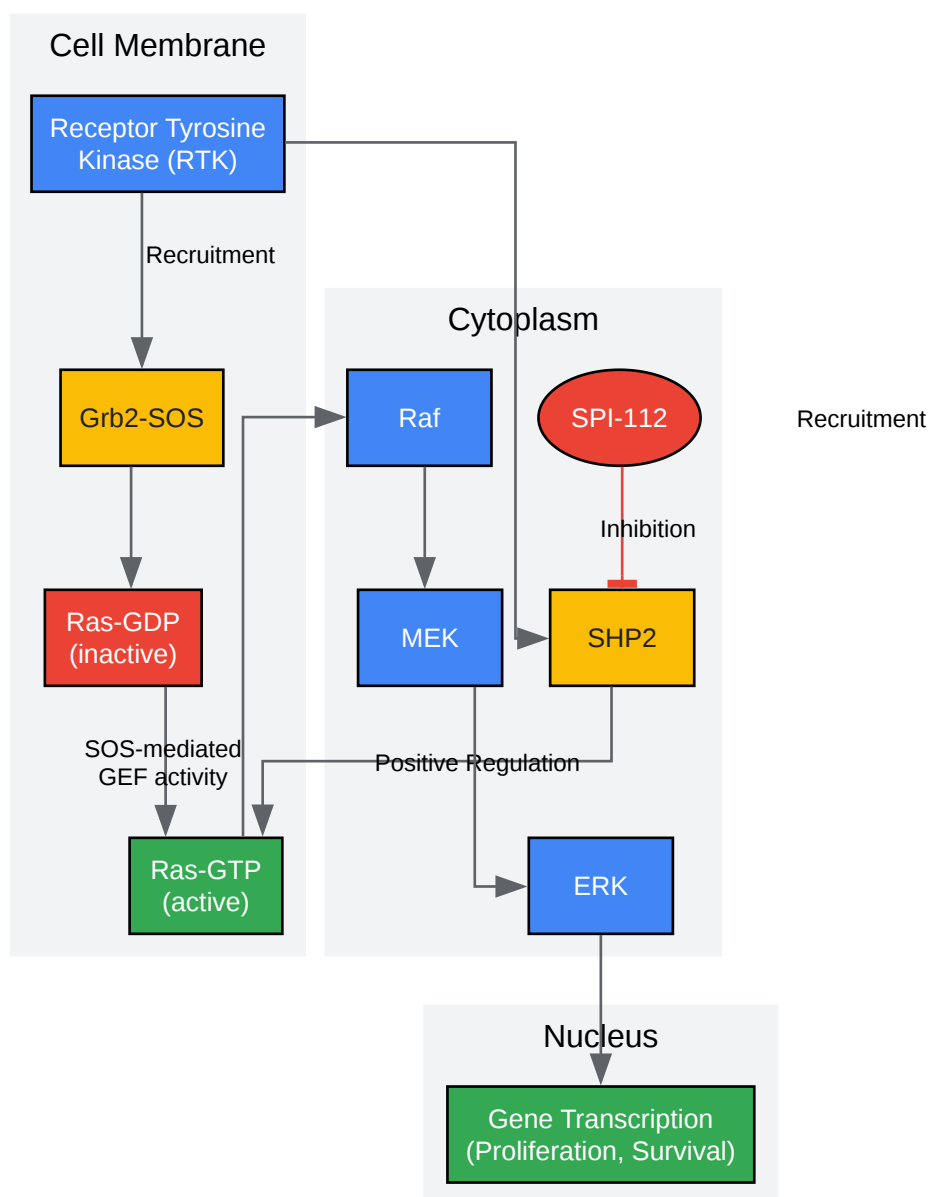 Cell Membrane
Receptor Tyrosine
Kinase (RTK)
Recruitment
Cytoplasm
Grb2-SOS
Raf
SPI-112
Recruitment
Inhibition
Ras-GDP
(inactive)
MEK
SHP2
SOS-mediated
GEF activity
Positive Regulation
Ras-GTP
(active)
ERK
Nucleus
Gene Transcription
(Proliferation, Survival)